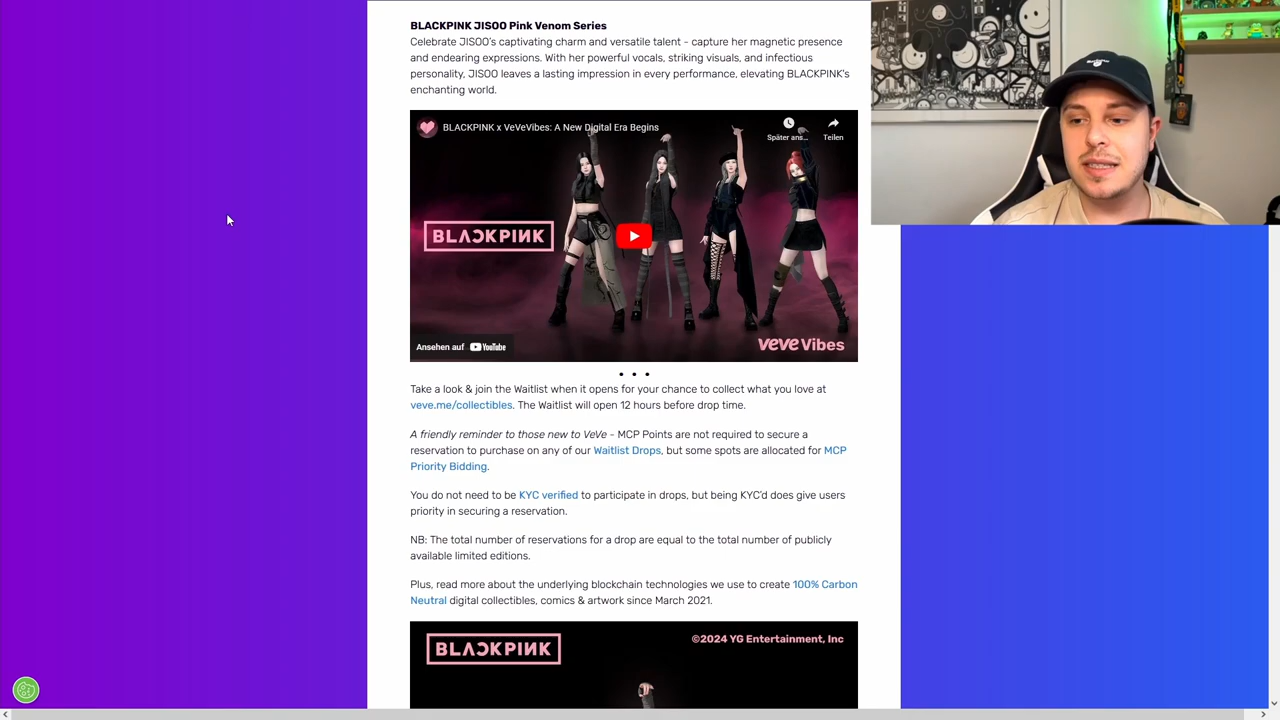 BLACKPINK JISOO Pink Venom Series
Celebrate JISOO's captivating charm and versatile talent - capture her magnetic presence
and endearing expressions. With her powerful vocals, striking visuals, and infectious
personality, JISOO leaves a lasting impression in every performance, elevating BLACKPINK's
enchanting world.
BLACKPINK x VeVeVibes: A New Digital Era Begins
Später ans...
Teilen
BLACKPINK
Ansehen auf YouTube
veve Vibes
• • •
Take a look & join the Waitlist when it opens for your chance to collect what you love at
veve.me/collectibles. The Waitlist will open 12 hours before drop time.
A friendly reminder to those new to VeVe - MCP Points are not required to secure a
reservation to purchase on any of our Waitlist Drops, but some spots are allocated for MCP
Priority Bidding.
You do not need to be KYC verified to participate in drops, but being KYC'd does give users
priority in securing a reservation.
NB: The total number of reservations for a drop are equal to the total number of publicly
available limited editions.
Plus, read more about the underlying blockchain technologies we use to create 100% Carbon
Neutral digital collectibles, comics & artwork since March 2021.
BLACKPINK
©2024 YG Entertainment, Inc